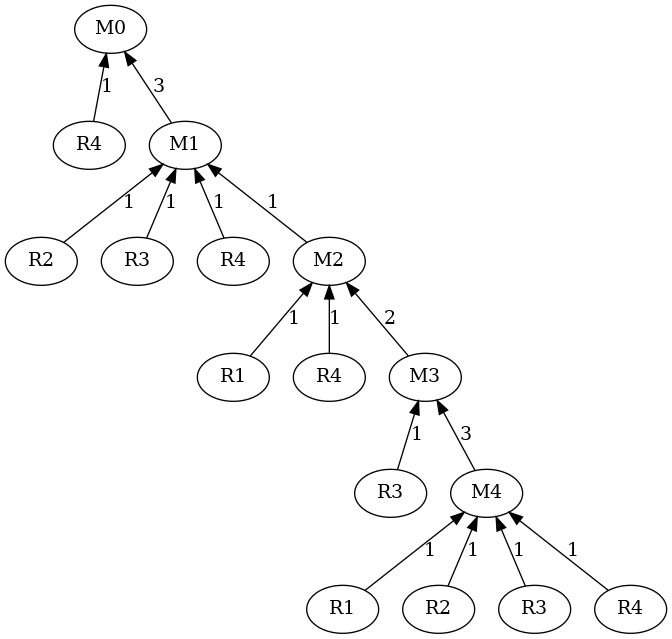 M0
1 3
R4 M1
1 1 1 1
R2 R3 R4 M2
1 1 2
R1 R4 M3
1 3
R3 M4
1 1 1 1
R1 R2 R3 R4